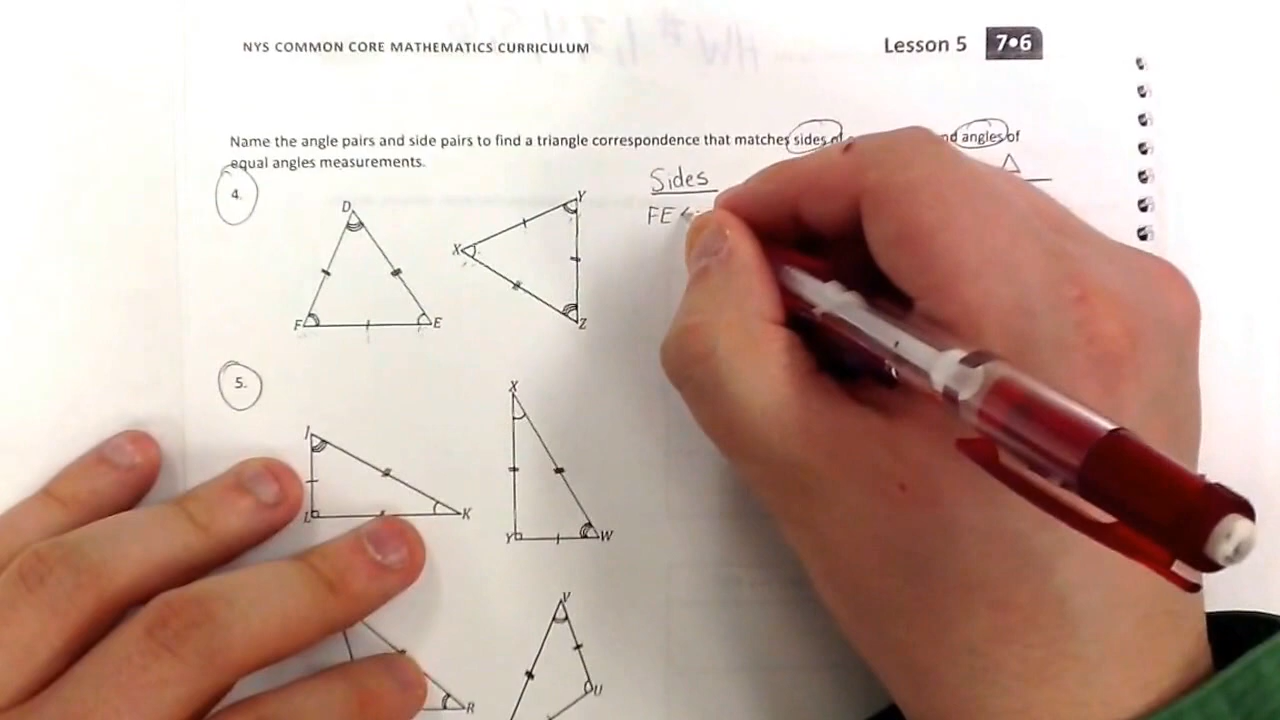 NYS COMMON CORE MATHEMATICS CURRICULUM
Lesson 5 7•6
Name the angle pairs and side pairs to find a triangle correspondence that matches sides of angles of
equal angles measurements.
Sides
FE
4.
D
F
E
X
Y
Z
5.
I
L
K
X
Y
W
V
U
R